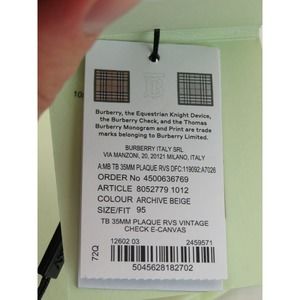 10
Burberry, the Equestrian Knight Device,
the Burberry Check, and the Thomas
Burberry Monogram and Print are trade
marks belonging to Burberry Limited.
BURBERRY ITALY SRL
VIA MANZONI, 20, 20121 MILANO, ITALY
A:MB TB 35MM PLAQUE RVS DFC:119092:A7026
ORDER No 4500636769
ARTICLE 8052779 1012
COLOUR ARCHIVE BEIGE
SIZE/FIT 95
TB 35MM PLAQUE RVS VINTAGE
CHECK E-CANVAS
72Q
12602 03 2459571
5045628182702